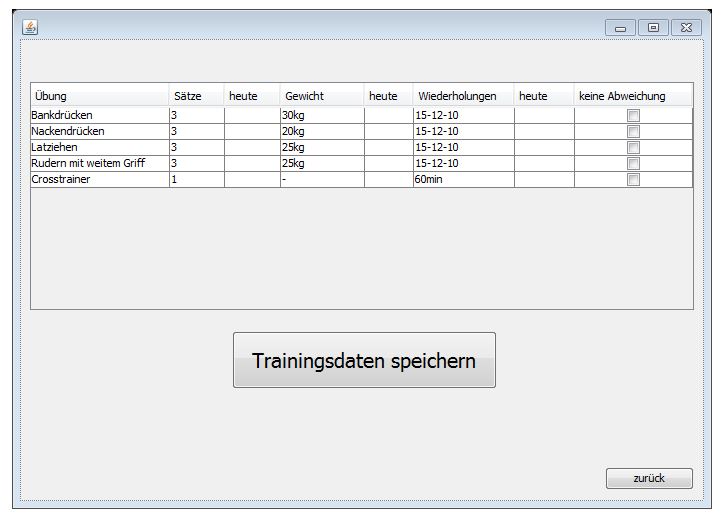 Übung Sätze heute Gewicht heute Wiederholungen heute keine Abweichung
Bankdrücken 3 30kg 15-12-10
Nackendrücken 3 20kg 15-12-10
Latziehen 3 25kg 15-12-10
Rudern mit weitem Griff 3 25kg 15-12-10
Crosstrainer 1 - 60min
Trainingsdaten speichern
zurück